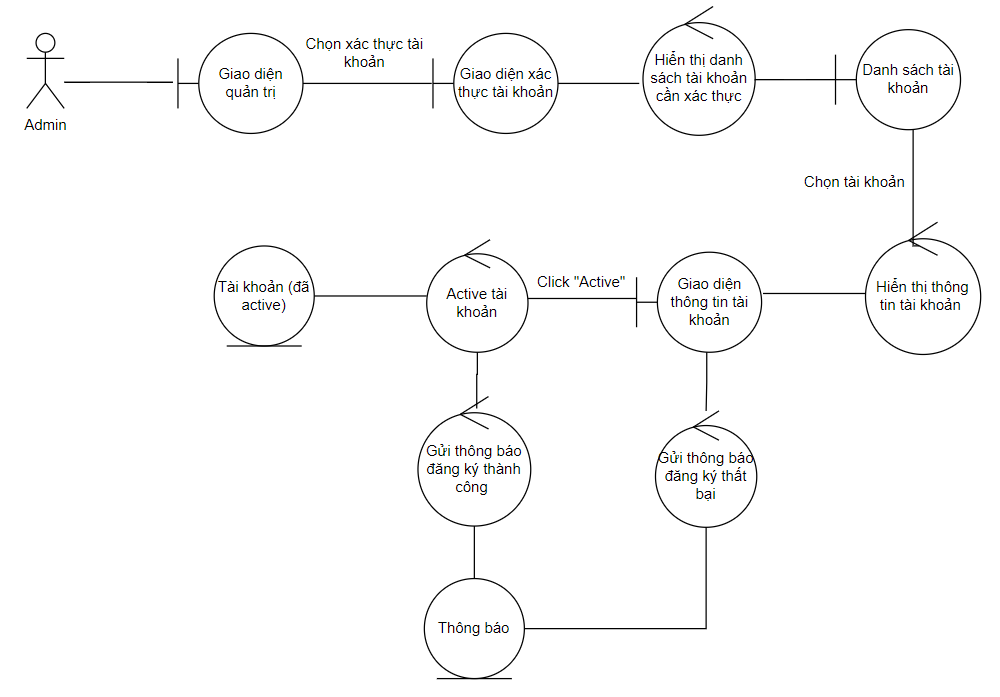 Chọn xác thực tài
khoản
Giao diện
quản trị
Giao diện xác
thực tài khoản
Hiển thị danh
sách tài khoản
cần xác thực
Danh sách tài
khoản
Admin
Chọn tài khoản
Tài khoản (đã
active)
Active tài
khoản
Click "Active"
Giao diện
thông tin tài
khoản
Hiển thị thông
tin tài khoản
Gửi thông báo
đăng ký thành
công
Gửi thông báo
đăng ký thất
bại
Thông báo